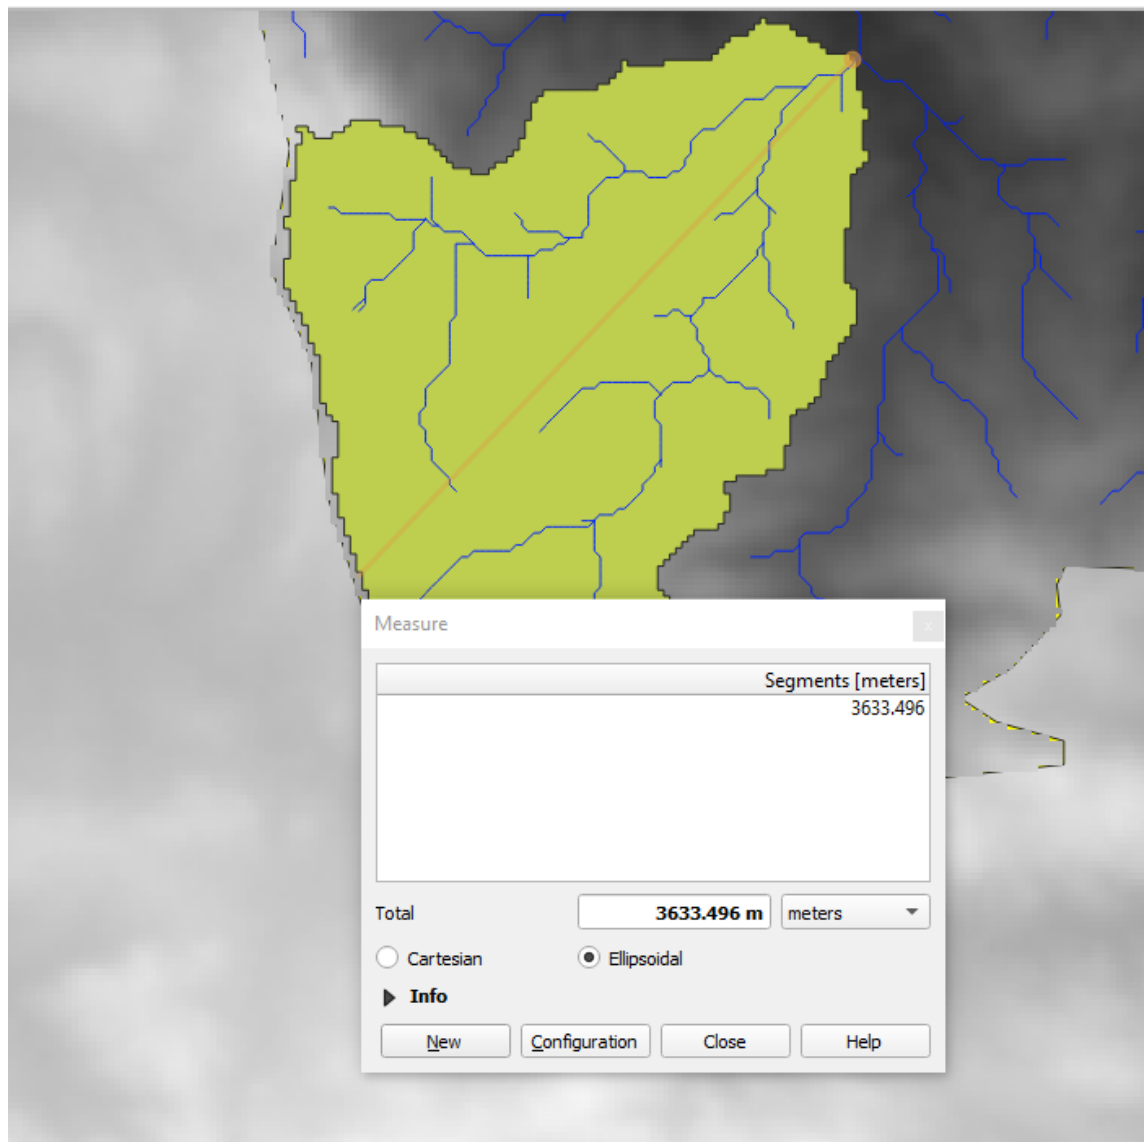 Measure
x
Segments [meters]
3633.496
Total 3633.496 m meters
Cartesian Ellipsoidal
Info
New Configuration Close Help